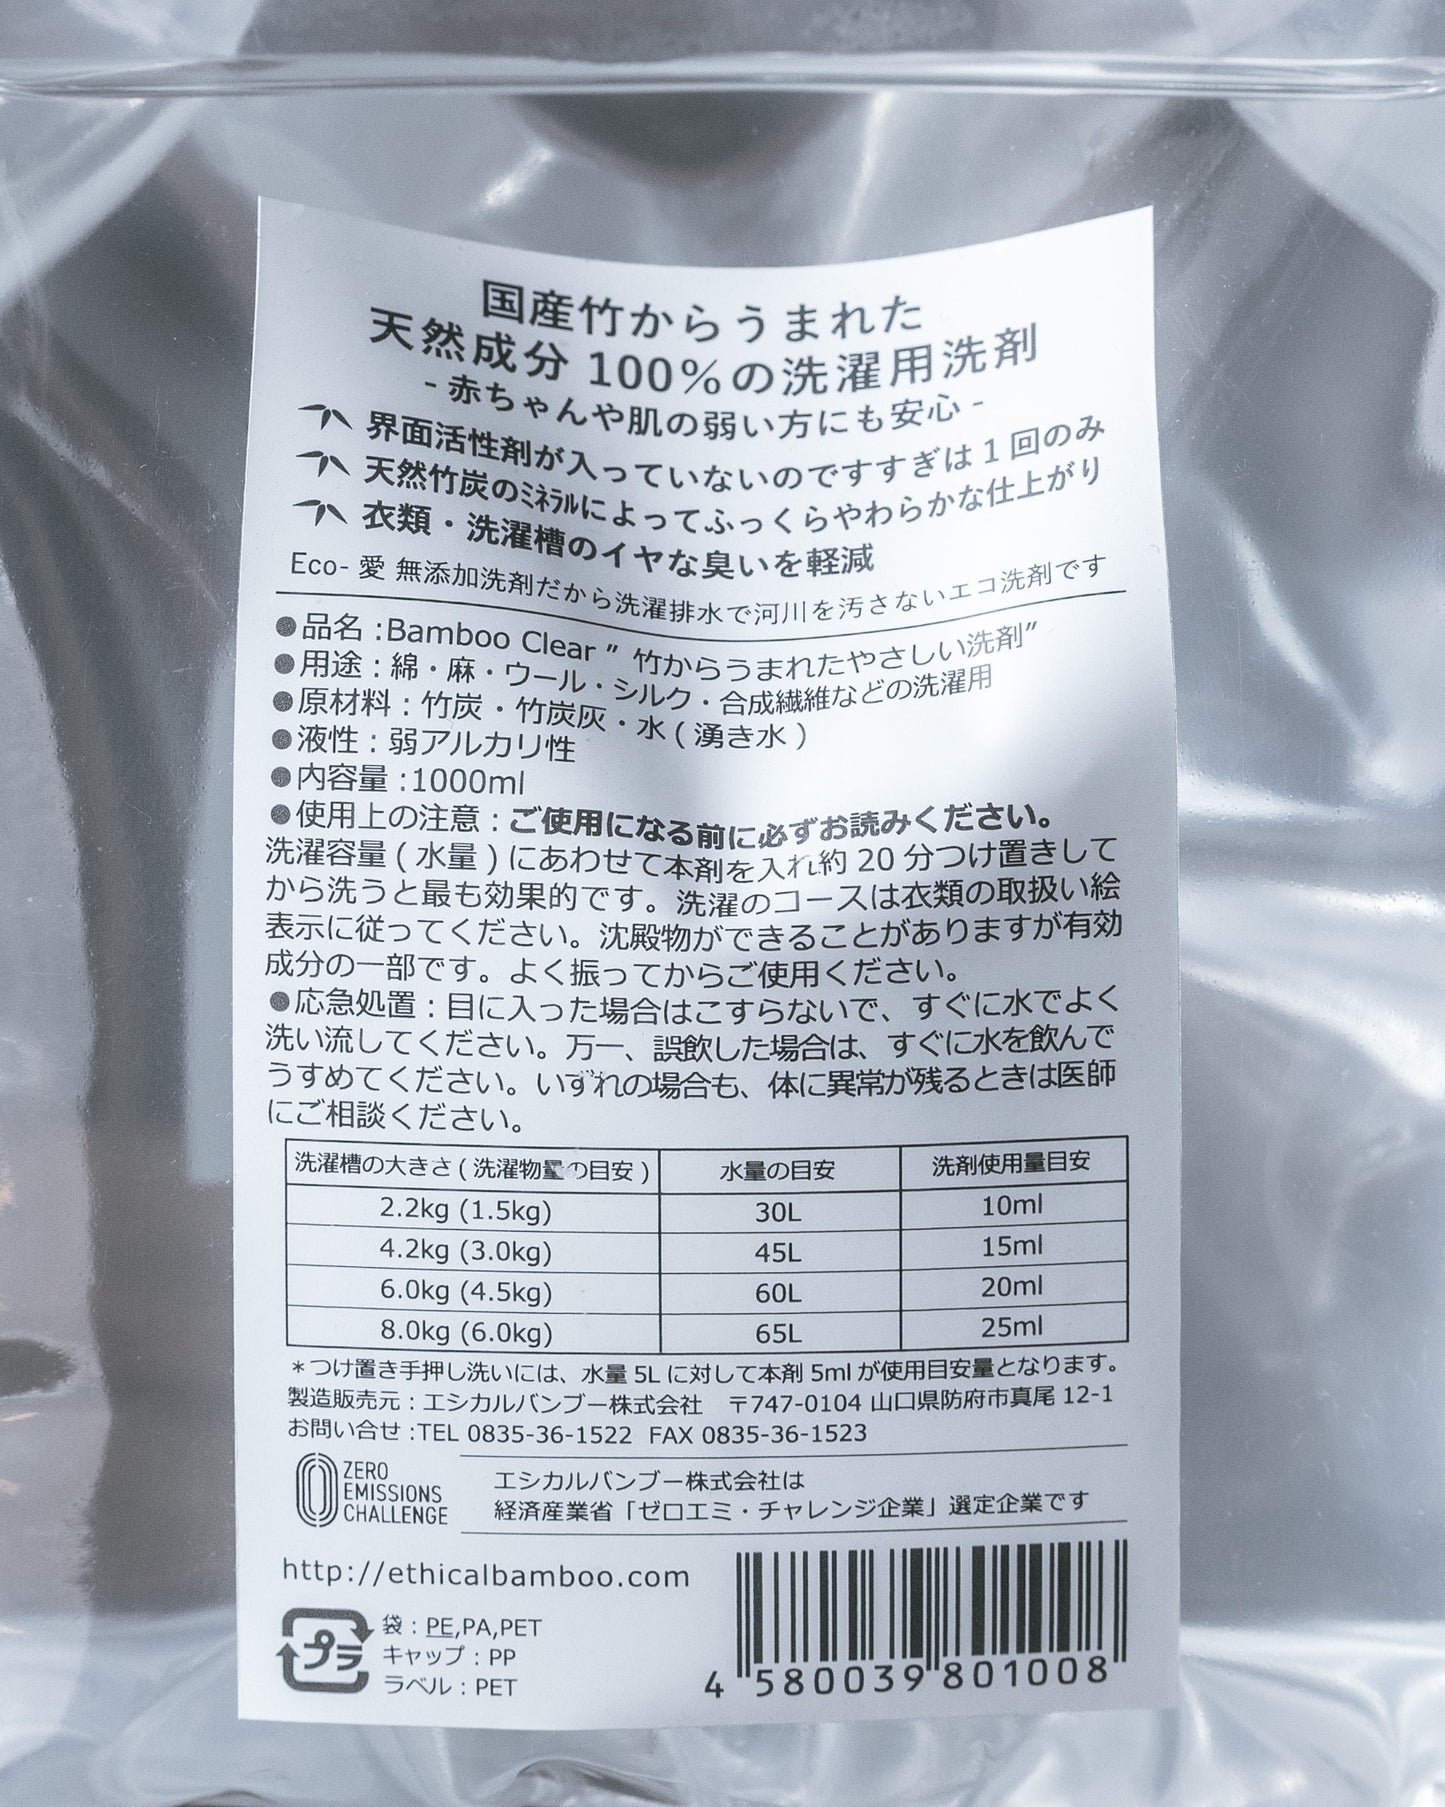 国産竹からうまれた
天然成分 100%の洗濯用洗剤
- 赤ちゃんや肌の弱い方にも安心 -
界面活性剤が入っていないのですすぎは 1 回のみ
天然竹炭のﾐﾈﾗﾙによってふっくらやわらかな仕上がり
衣類・洗濯槽のイヤな臭いを軽減
Eco- 愛 無添加洗剤だから洗濯排水で河川を汚さないエコ洗剤です
●品名 :Bamboo Clear ” 竹からうまれたやさしい洗剤”
●用途 : 綿・麻・ウール・シルク・合成繊維などの洗濯用
●原材料 : 竹炭・竹炭灰・水 ( 湧き水 )
●液性 : 弱アルカリ性
●内容量 :1000ml
●使用上の注意 : ご使用になる前に必ずお読みください。
洗濯容量 ( 水量 ) にあわせて本剤を入れ約 20 分つけ置きして
から洗うと最も効果的です。洗濯のコースは衣類の取扱い絵
表示に従ってください。沈殿物ができることがありますが有効
成分の一部です。よく振ってからご使用ください。
●応急処置 : 目に入った場合はこすらないで、すぐに水でよく
洗い流してください。万一、誤飲した場合は、すぐに水を飲んで
うすめてください。いずれの場合も、体に異常が残るときは医師
にご相談ください。
洗濯槽の大きさ ( 洗濯物量の目安 ) 水量の目安 洗剤使用量目安
2.2kg (1.5kg) 30L 10ml
4.2kg (3.0kg) 45L 15ml
6.0kg (4.5kg) 60L 20ml
8.0kg (6.0kg) 65L 25ml
＊つけ置き手押し洗いには、水量 5L に対して本剤 5ml が使用目安量となります。
製造販売元 : エシカルバンブー株式会社 〒747-0104 山口県防府市真尾 12-1
お問い合せ :TEL 0835-36-1522 FAX 0835-36-1523
ZERO
EMISSIONS
CHALLENGE
エシカルバンブー株式会社は
経済産業省「ゼロエミ・チャレンジ企業」選定企業です
http://ethicalbamboo.com
プラ
袋 : PE,PA,PET
キャップ : PP
ラベル : PET
4 580039 801008